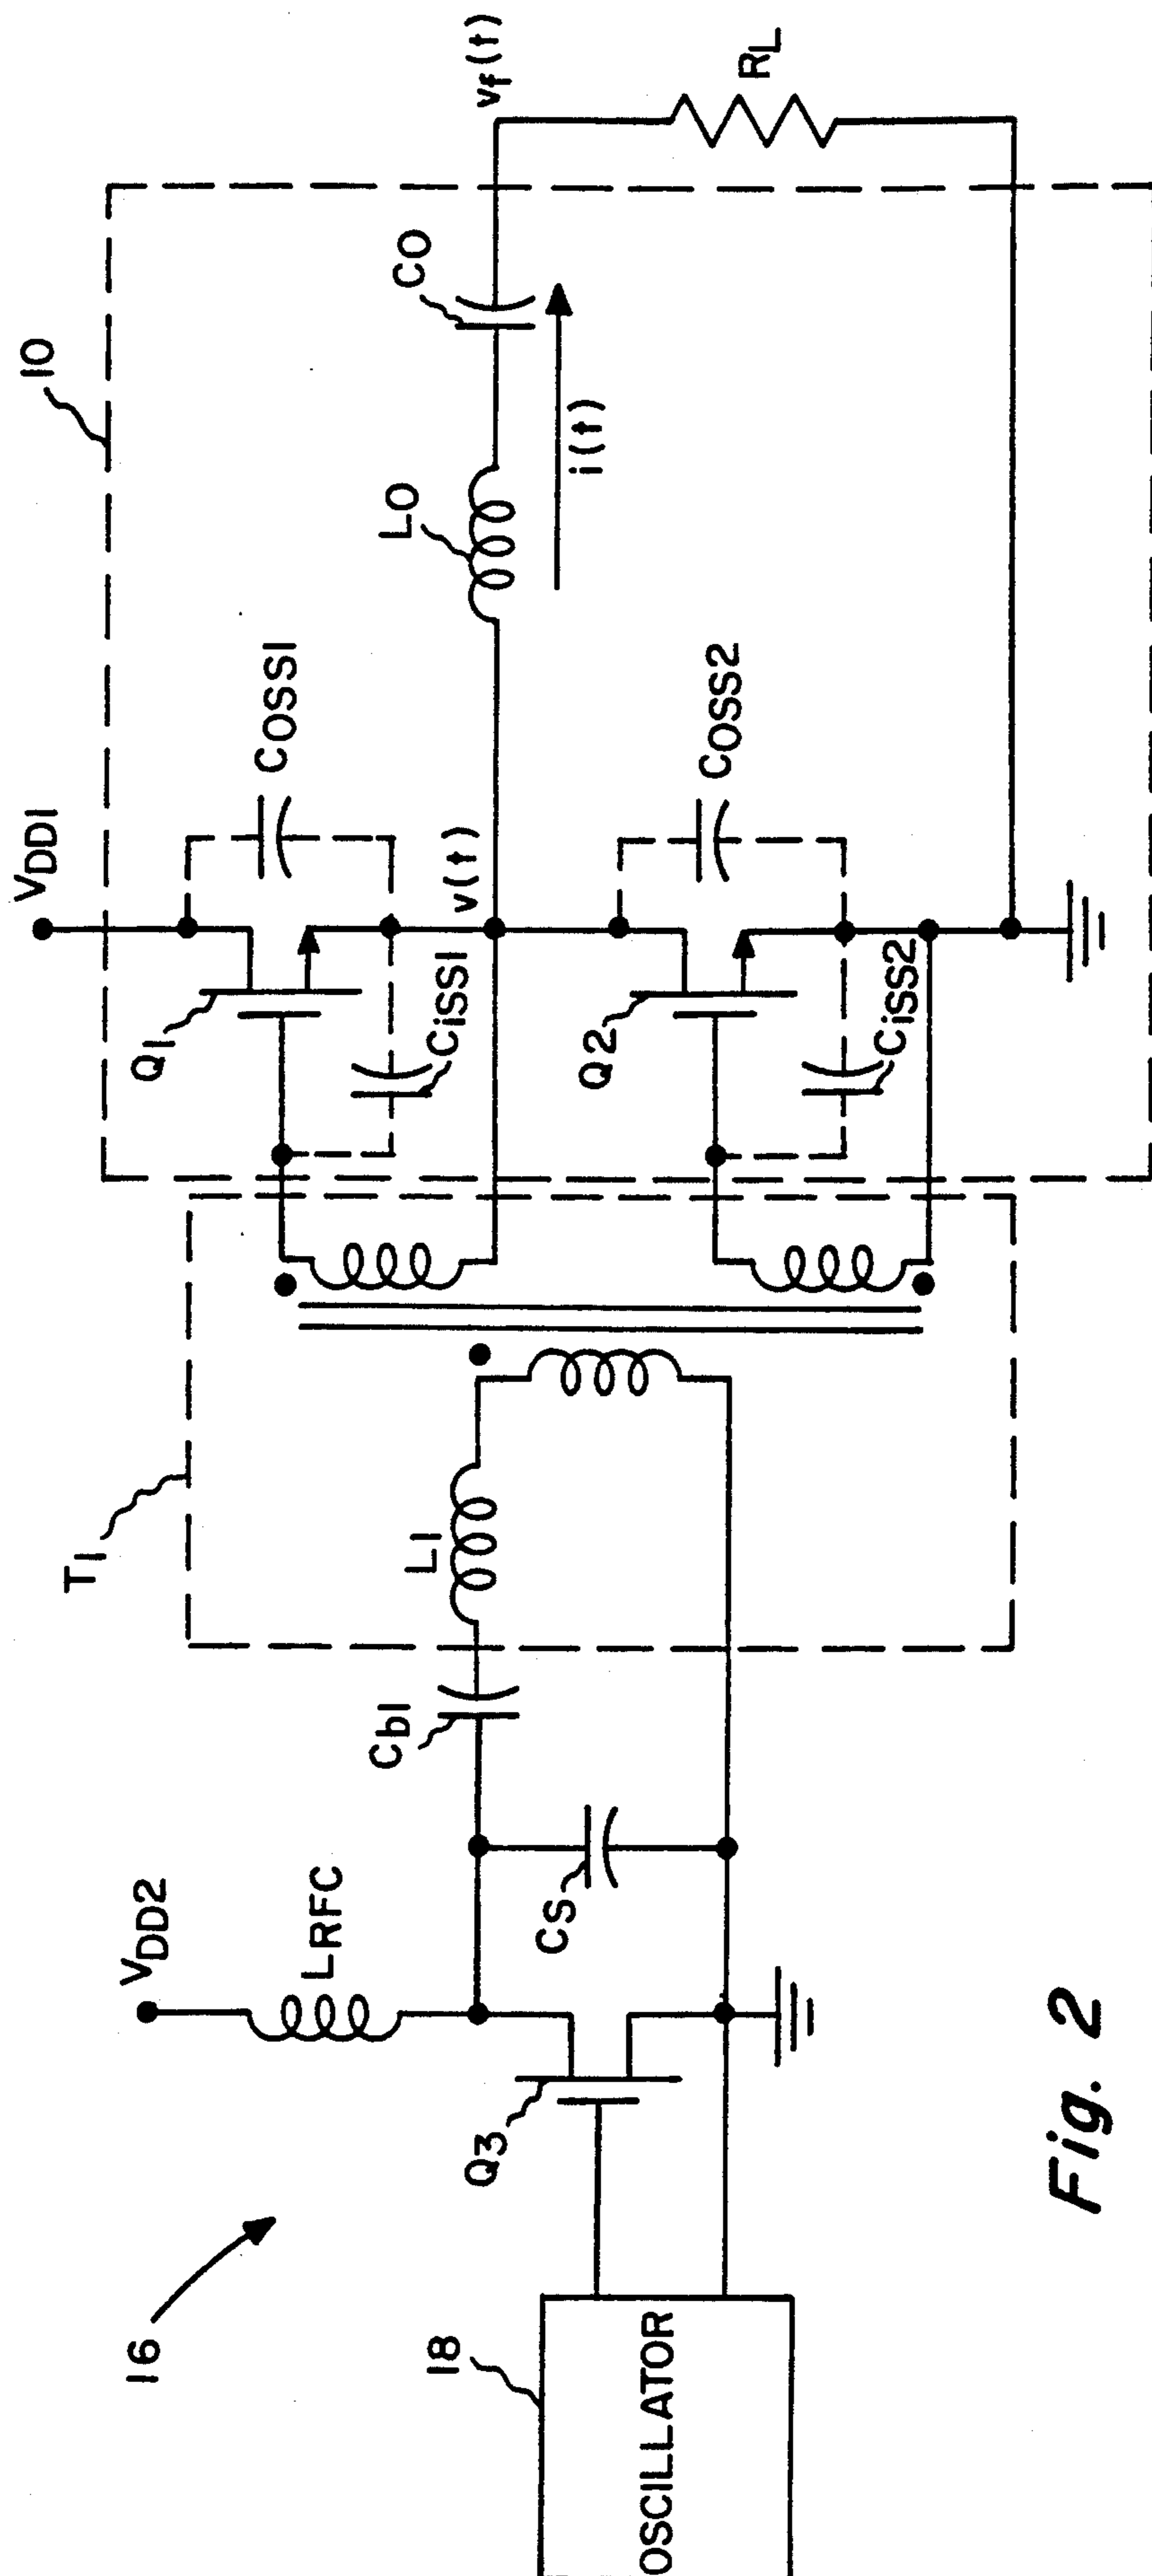 16
18
OSCILLATOR
Q3
VDD2
LRFC
CS
Cb1
T1
L1
10
VDD1
Q1
CiSS1
COSS1
v(t)
Q2
CiSS2
COSS2
LO
CO
i(t)
vf(t)
RL
Fig. 2